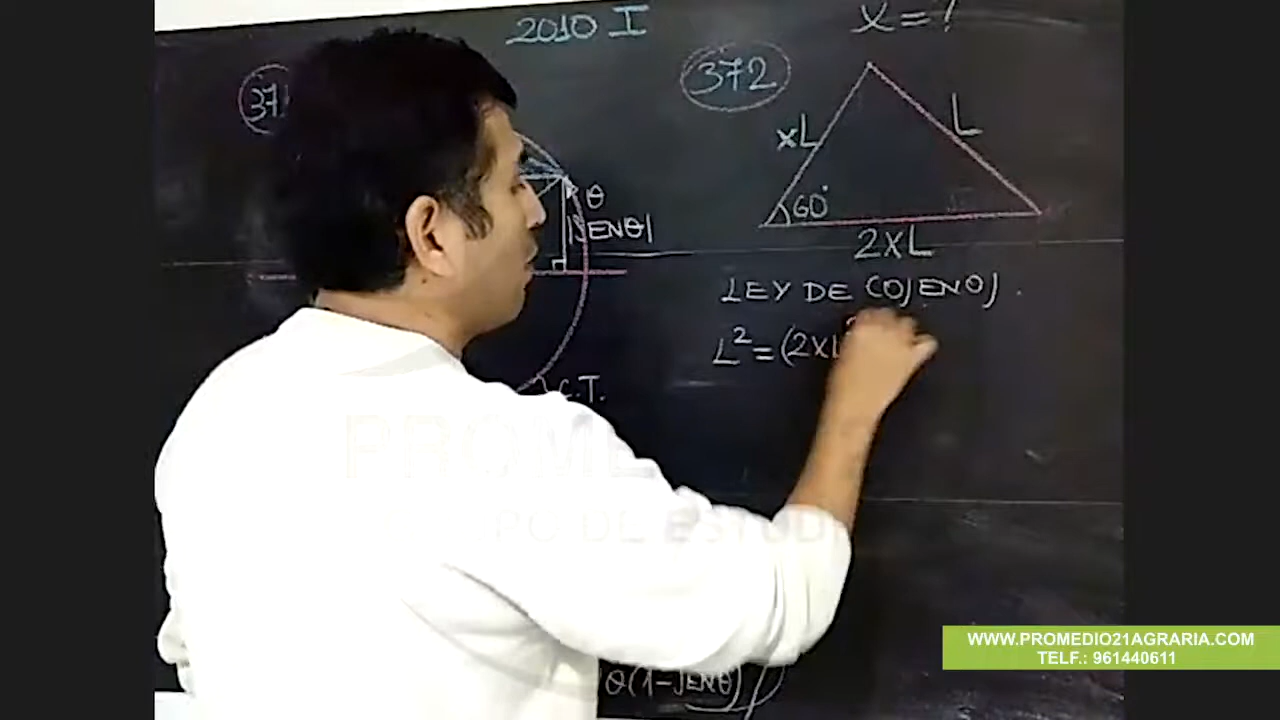 2010 I
x = ?
372
xL
L
60°
2xL
θ
|SENθ|
LEY DE COSENOS.
L² = (2xL
C.T.
θ(1-SENθ)
WWW.PROMEDIO21AGRARIA.COM
TELF.: 961440611